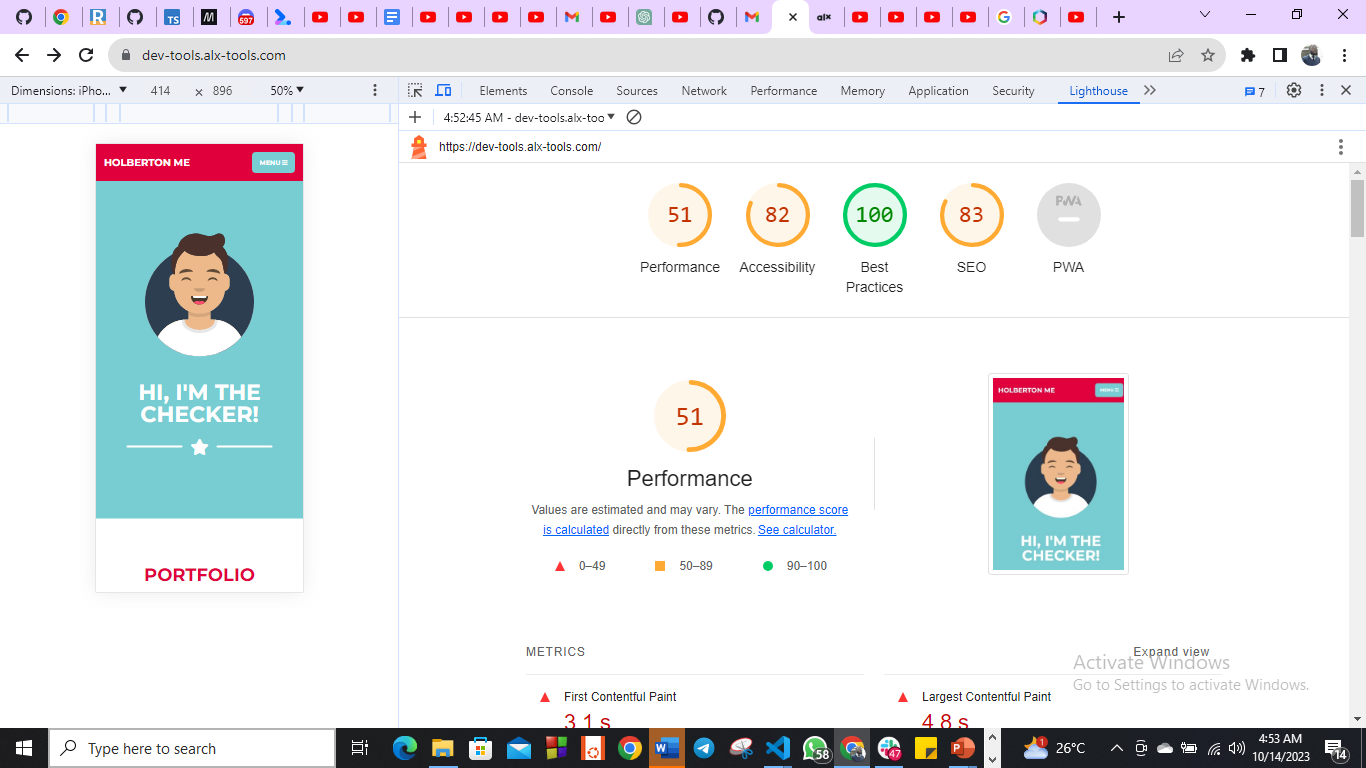 597
alx
dev-tools.alx-tools.com
Dimensions: iPho... 414 × 896 50%
Elements Console Sources Network Performance Memory Application Security Lighthouse 7
4:52:45 AM - dev-tools.alx-too
https://dev-tools.alx-tools.com/
HOLBERTON ME
MENU
HI, I'M THE
CHECKER!
PORTFOLIO
51 82 100 83 PWA
Performance Accessibility Best SEO PWA
Practices
51
Performance
Values are estimated and may vary. The performance score
is calculated directly from these metrics. See calculator.
0–49 50–89 90–100
HOLBERTON ME
MENU
HI, I'M THE
CHECKER!
METRICS
Expand view
First Contentful Paint
3.1 s
Largest Contentful Paint
4.8 s
Activate Windows
Go to Settings to activate Windows.
Type here to search
58
47
1
26°C
4:53 AM
10/14/2023
14